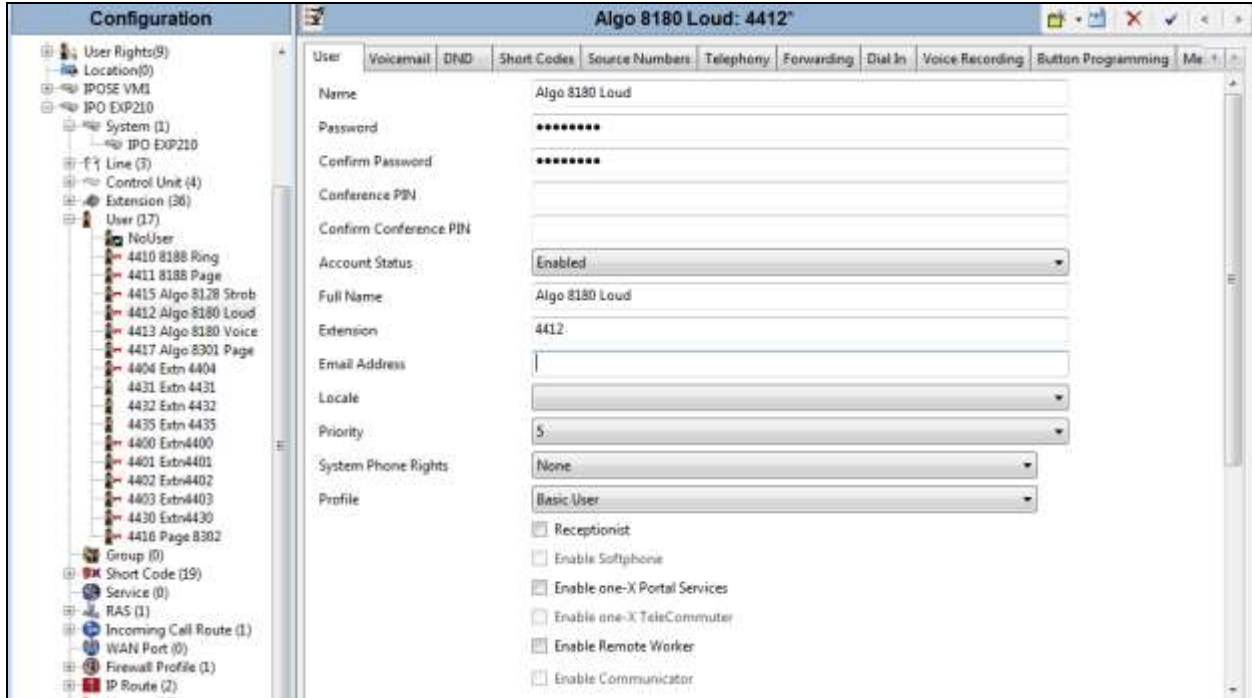 Configuration
User Rights(9)
Location(0)
IPOSE VM1
IPO EXP210
System (1)
IPO EXP210
Line (3)
Control Unit (4)
Extension (36)
User (17)
NoUser
4410 8188 Ring
4411 8188 Page
4415 Algo 8128 Strob
4412 Algo 8180 Loud
4413 Algo 8180 Voice
4417 Algo 8301 Page
4404 Extn 4404
4431 Extn 4431
4432 Extn 4432
4435 Extn 4435
4400 Extn4400
4401 Extn4401
4402 Extn4402
4403 Extn4403
4430 Extn4430
4416 Page 8302
Group (0)
Short Code (19)
Service (0)
RAS (1)
Incoming Call Route (1)
WAN Port (0)
Firewall Profile (1)
IP Route (2)
Algo 8180 Loud: 4412*
User Voicemail DND Short Codes Source Numbers Telephony Forwarding Dial In Voice Recording Button Programming Me
Name Algo 8180 Loud
Password ••••••••
Confirm Password ••••••••
Conference PIN
Confirm Conference PIN
Account Status Enabled
Full Name Algo 8180 Loud
Extension 4412
Email Address
Locale
Priority 5
System Phone Rights None
Profile Basic User
Receptionist
Enable Softphone
Enable one-X Portal Services
Enable one-X TeleCommuter
Enable Remote Worker
Enable Communicator